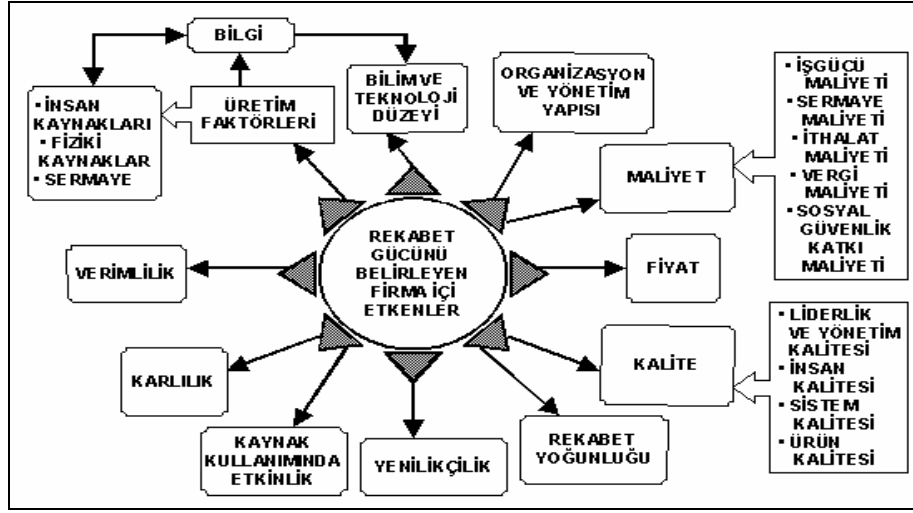 BİLGİ
• İNSAN
KAYNAKLARI
• FİZİKİ
KAYNAKLAR
• SERMAYE
ÜRETİM
FAKTÖRLERİ
BİLİM VE
TEKNOLOJİ
DÜZEYİ
ORGANİZASYON
VE YÖNETİM
YAPISI
MALİYET
• İŞGÜCÜ
MALİYETİ
• SERMAYE
MALİYETİ
• İTHALAT
MALİYETİ
• VERGİ
MALİYETİ
• SOSYAL
GÜVENLİK
KATKI
MALİYETİ
REKABET
GÜCÜNÜ
BELİRLEYEN
FİRMA İÇİ
ETKENLER
VERİMLİLİK
FİYAT
KARLILIK
KALİTE
• LİDERLİK
VE YÖNETİM
KALİTESİ
• İNSAN
KALİTESİ
• SİSTEM
KALİTESİ
• ÜRÜN
KALİTESİ
KAYNAK
KULLANIMINDA
ETKİNLİK
YENİLİKÇİLİK
REKABET
YOĞUNLUĞU